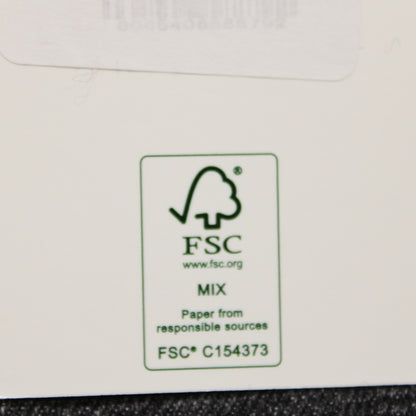 FSC®
www.fsc.org
MIX
Paper from
responsible sources
FSC® C154373